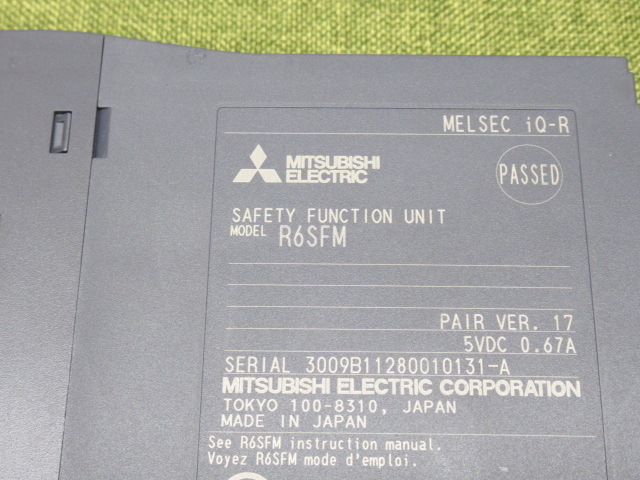 MELSEC iQ-R
MITSUBISHI
ELECTRIC
PASSED
SAFETY FUNCTION UNIT
MODEL R6SFM
PAIR VER. 17
5VDC 0.67A
SERIAL 3009B11280010131-A
MITSUBISHI ELECTRIC CORPORATION
TOKYO 100-8310, JAPAN
MADE IN JAPAN
See R6SFM instruction manual.
Voyez R6SFM mode d'emploi.